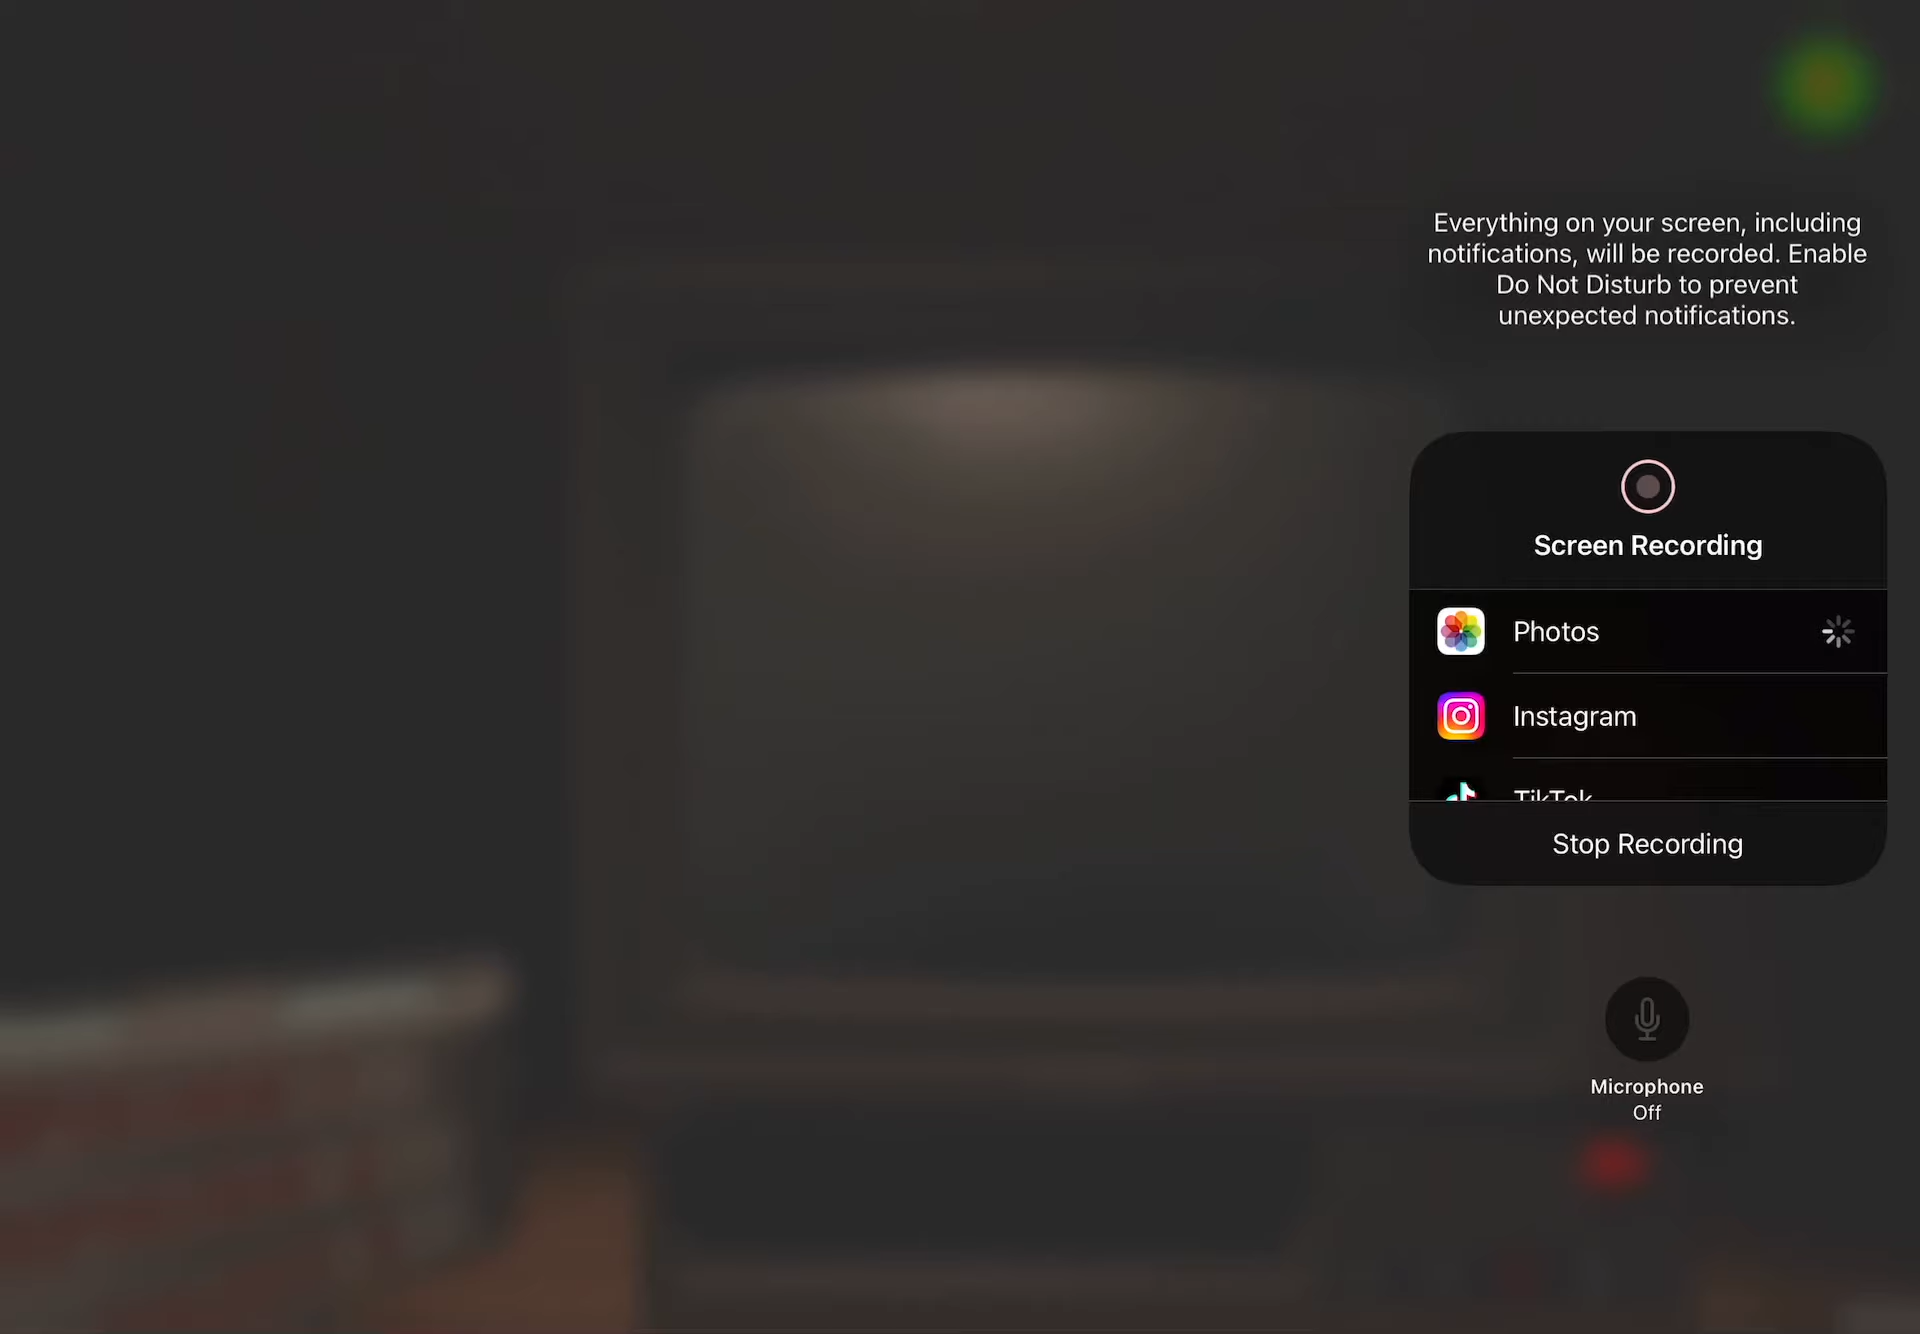 Everything on your screen, including
notifications, will be recorded. Enable
Do Not Disturb to prevent
unexpected notifications.
Screen Recording
Photos
Instagram
TikTok
Stop Recording
Microphone
Off